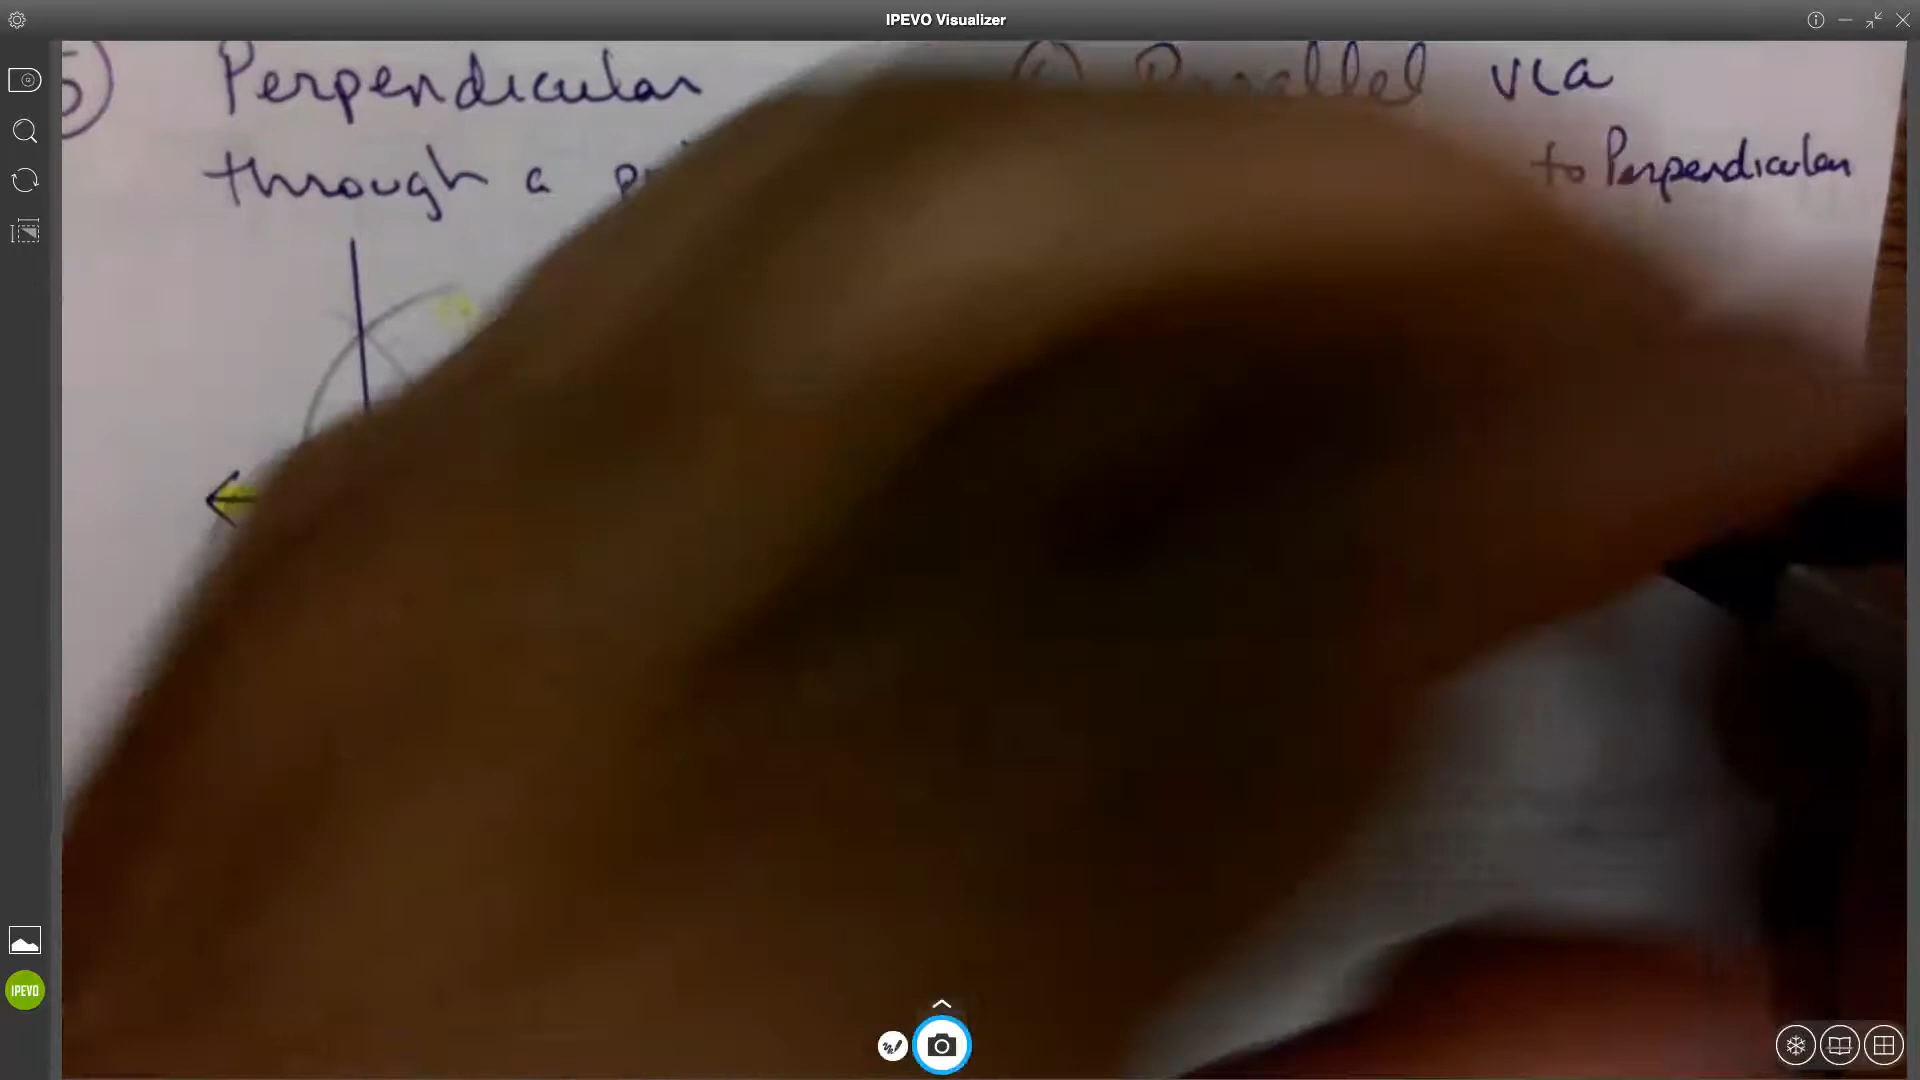 IPEVO Visualizer
5 Perpendicular
through a
Parallel via
to Perpendicular
IPEVO